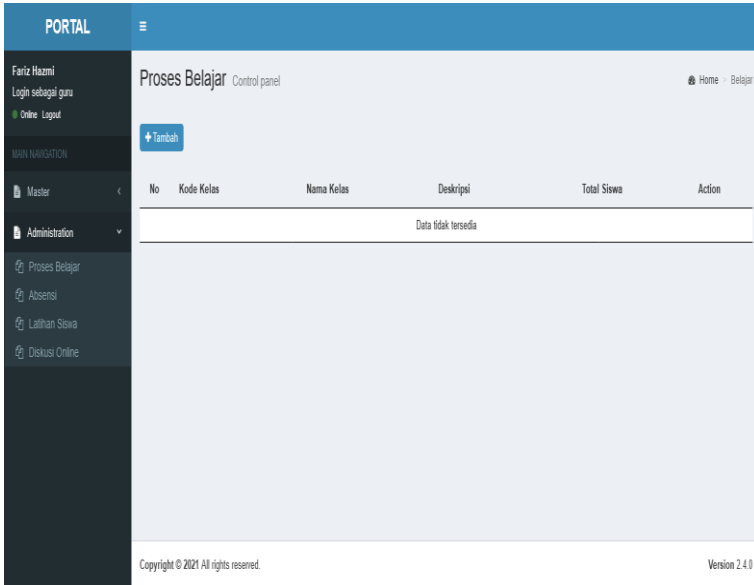 PORTAL
Fariz Hazmi
Login sebagai guru
Online Logout
MAIN NAVIGATION
Master
Administration
Proses Belajar
Absensi
Latihan Siswa
Diskusi Online
Proses Belajar Control panel
Home > Belajar
+Tambah
No Kode Kelas Nama Kelas Deskripsi Total Siswa Action
Data tidak tersedia
Copyright © 2021 All rights reserved.
Version 2.4.0